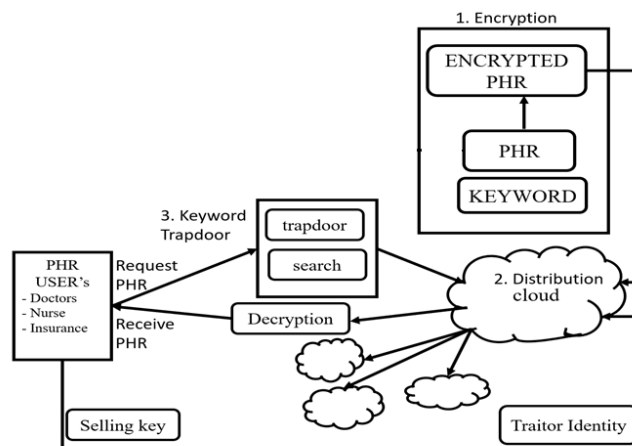 1. Encryption
ENCRYPTED
PHR
PHR
KEYWORD
3. Keyword
Trapdoor
trapdoor
search
PHR
USER's
- Doctors
- Nurse
- Insurance
Request
PHR
Receive
PHR
Decryption
2. Distribution
cloud
Selling key
Traitor Identity